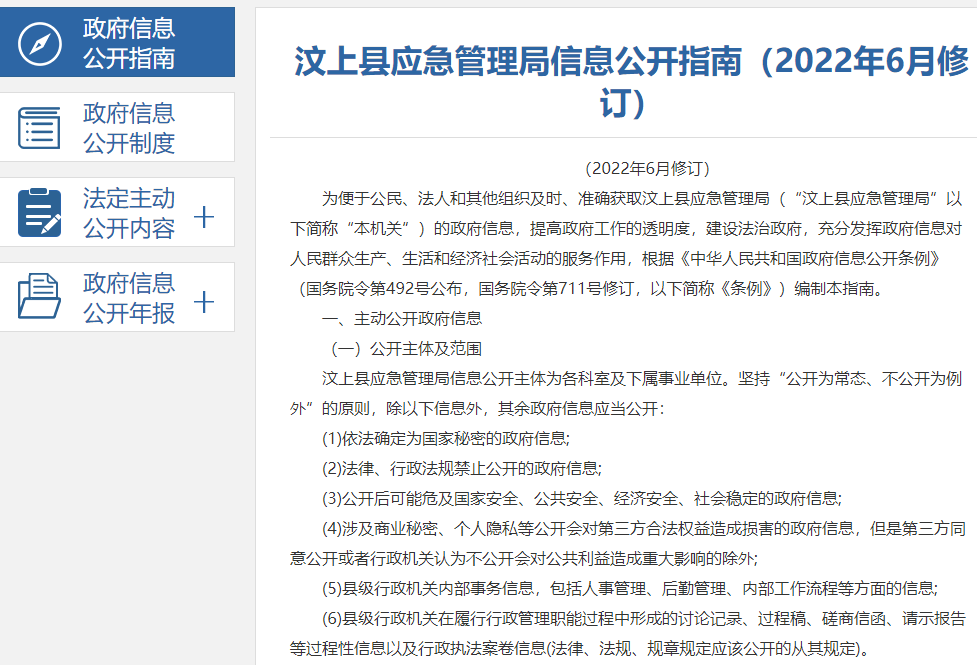 政府信息
公开指南
政府信息
公开制度
法定主动
公开内容
政府信息
公开年报
汶上县应急管理局信息公开指南（2022年6月修
订）
（2022年6月修订）
为便于公民、法人和其他组织及时、准确获取汶上县应急管理局（“汶上县应急管理局”以
下简称“本机关”）的政府信息，提高政府工作的透明度，建设法治政府，充分发挥政府信息对
人民群众生产、生活和经济社会活动的服务作用，根据《中华人民共和国政府信息公开条例》
（国务院令第492号公布，国务院令第711号修订，以下简称《条例》）编制本指南。
一、主动公开政府信息
（一）公开主体及范围
汶上县应急管理局信息公开主体为各科室及下属事业单位。坚持“公开为常态、不公开为例
外”的原则，除以下信息外，其余政府信息应当公开：
(1)依法确定为国家秘密的政府信息;
(2)法律、行政法规禁止公开的政府信息;
(3)公开后可能危及国家安全、公共安全、经济安全、社会稳定的政府信息;
(4)涉及商业秘密、个人隐私等公开会对第三方合法权益造成损害的政府信息，但是第三方同
意公开或者行政机关认为不公开会对公共利益造成重大影响的除外;
(5)县级行政机关内部事务信息，包括人事管理、后勤管理、内部工作流程等方面的信息;
(6)县级行政机关在履行行政管理职能过程中形成的讨论记录、过程稿、磋商信函、请示报告
等过程性信息以及行政执法案卷信息(法律、法规、规章规定应该公开的从其规定)。